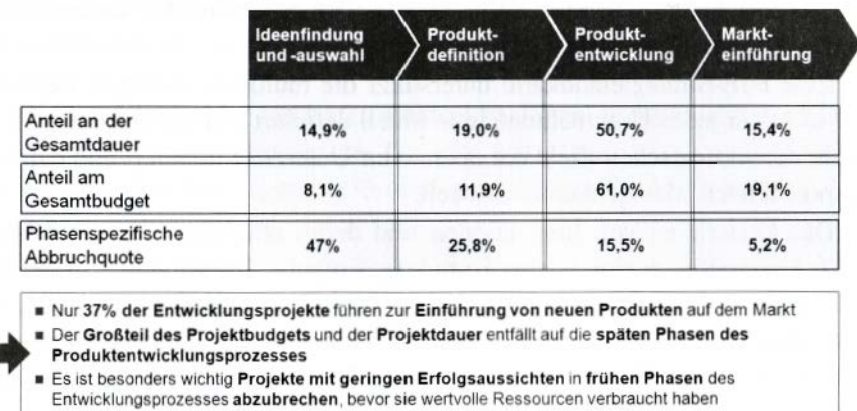 Ideenfindung und -auswahl
Produkt-definition
Produkt-entwicklung
Markt-einführung
Anteil an der Gesamtdauer 14,9% 19,0% 50,7% 15,4%
Anteil am Gesamtbudget 8,1% 11,9% 61,0% 19,1%
Phasenspezifische Abbruchquote 47% 25,8% 15,5% 5,2%
■ Nur 37% der Entwicklungsprojekte führen zur Einführung von neuen Produkten auf dem Markt
■ Der Großteil des Projektbudgets und der Projektdauer entfällt auf die späten Phasen des
Produktentwicklungsprozesses
■ Es ist besonders wichtig Projekte mit geringen Erfolgsaussichten in frühen Phasen des
Entwicklungsprozesses abzubrechen, bevor sie wertvolle Ressourcen verbraucht haben